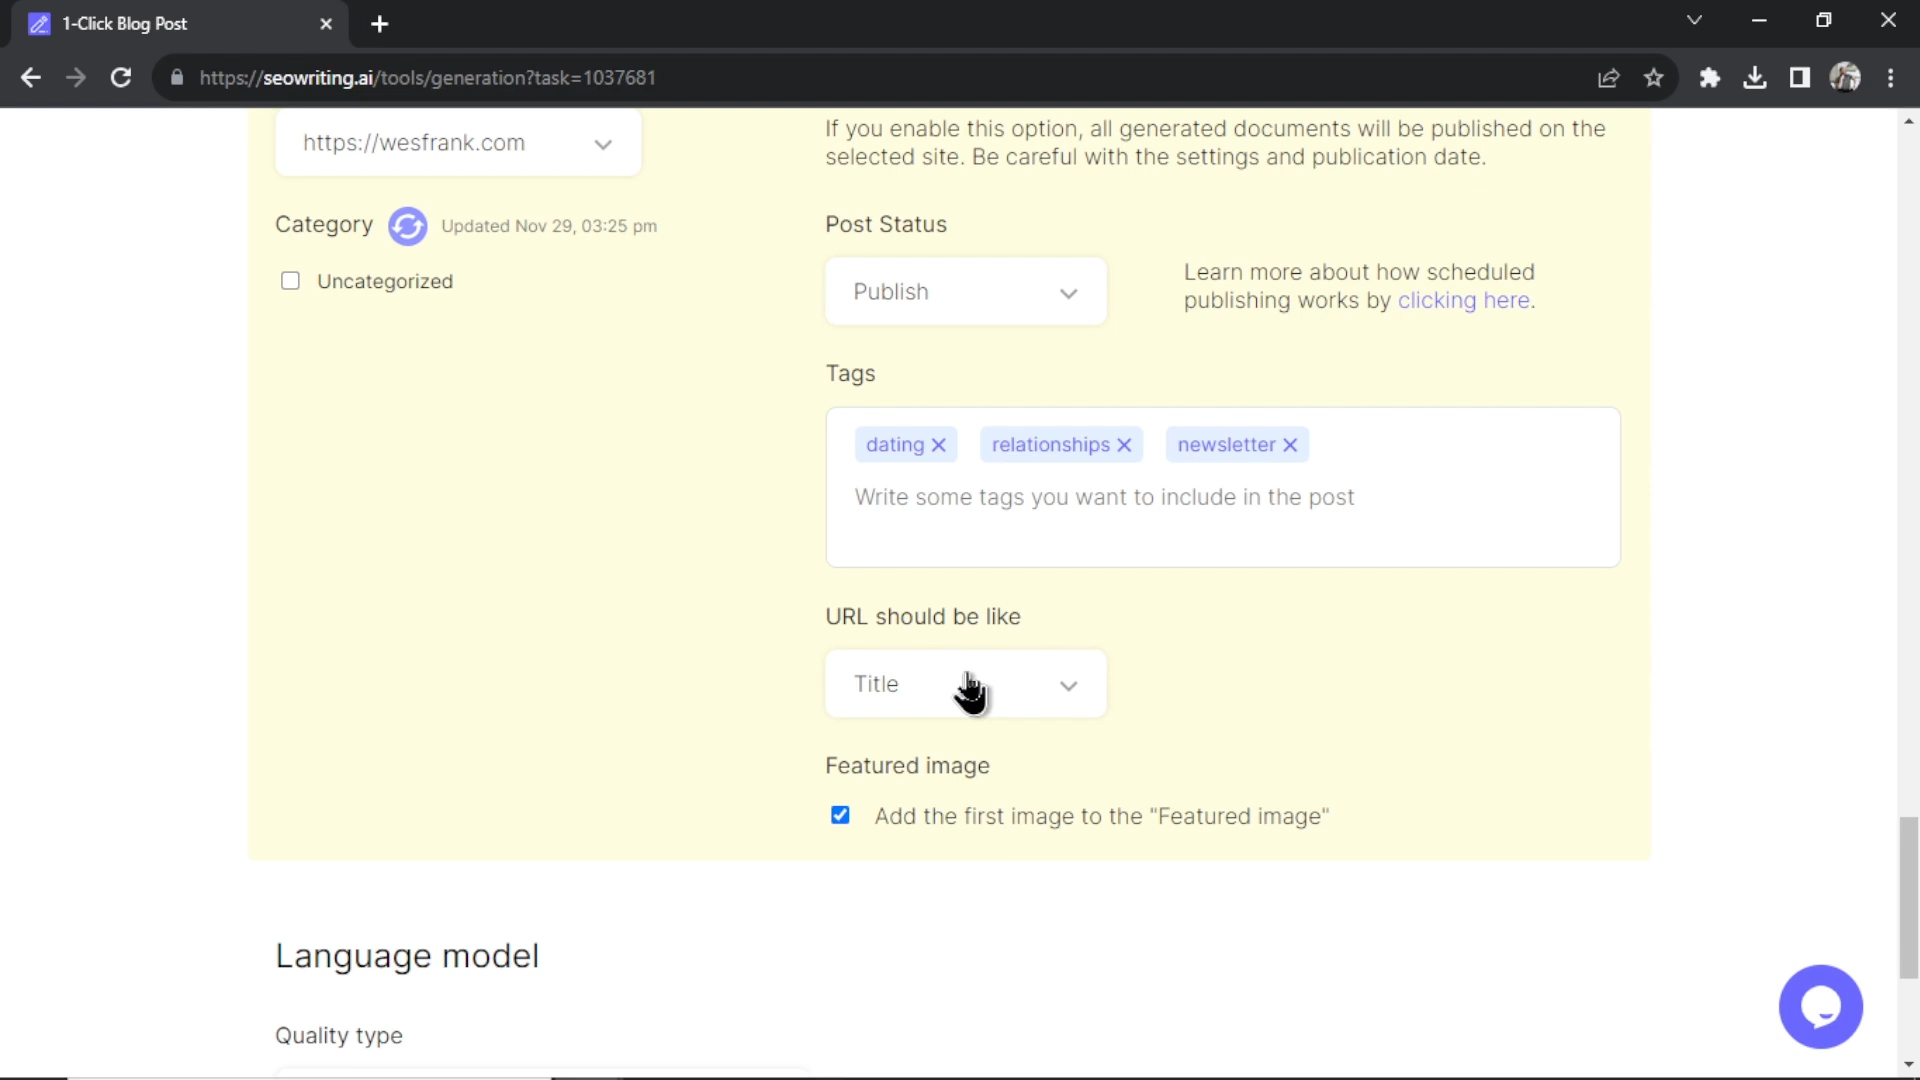 1-Click Blog Post
https://seowriting.ai/tools/generation?task=1037681
https://wesfrank.com
If you enable this option, all generated documents will be published on the
selected site. Be careful with the settings and publication date.
Category Updated Nov 29, 03:25 pm
Uncategorized
Post Status
Publish
Learn more about how scheduled
publishing works by clicking here.
Tags
dating relationships newsletter
Write some tags you want to include in the post
URL should be like
Title
Featured image
Add the first image to the "Featured image"
Language model
Quality type